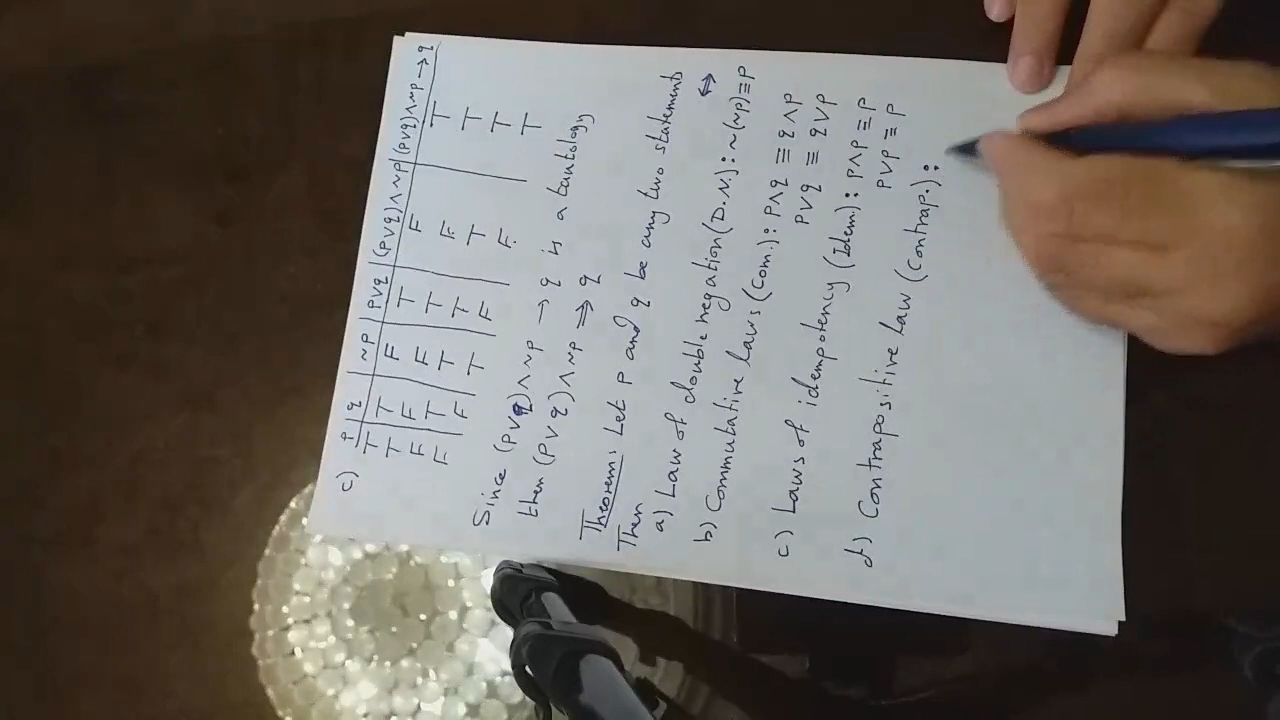 c) p | q | ~p | p∨q | (p∨q)∧~p | (p∨q)∧~p → q
T | T | F | T | F | T
T | F | F | T | F | T
F | T | T | T | T | T
F | F | T | F | F | T
Since (p∨q)∧~p → q is a tautology
then (p∨q)∧~p ⇒ q
Theorem: Let p and q be any two statements
Then
a) Law of double negation (D.N): ~(~p) ≡ p
↔
b) Commutative laws (Com.): p∧q ≡ q∧p
p∨q ≡ q∨p
c) Laws of idempotency (Idem): p∧p ≡ p
p∨p ≡ p
d) Contrapositive law (Contrap.):